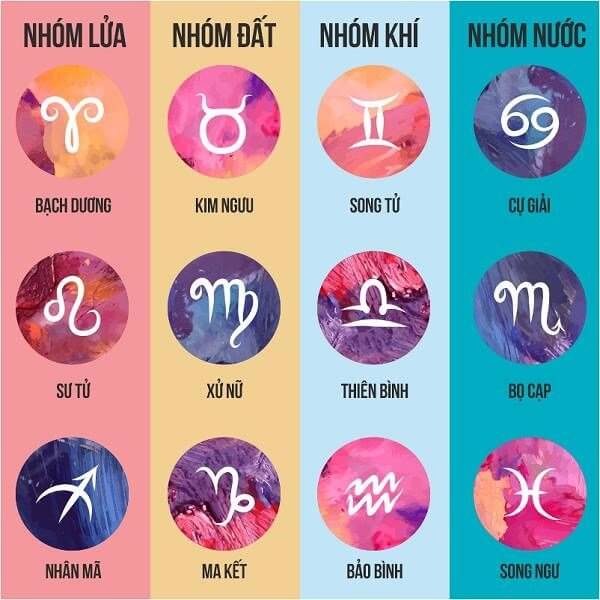 NHÓM LỬA
NHÓM ĐẤT
NHÓM KHÍ
NHÓM NƯỚC
BẠCH DƯƠNG
KIM NGƯU
SONG TỬ
CỰ GIẢI
SƯ TỬ
XỬ NỮ
THIÊN BÌNH
BỌ CẠP
NHÂN MÃ
MA KẾT
BẢO BÌNH
SONG NGƯ